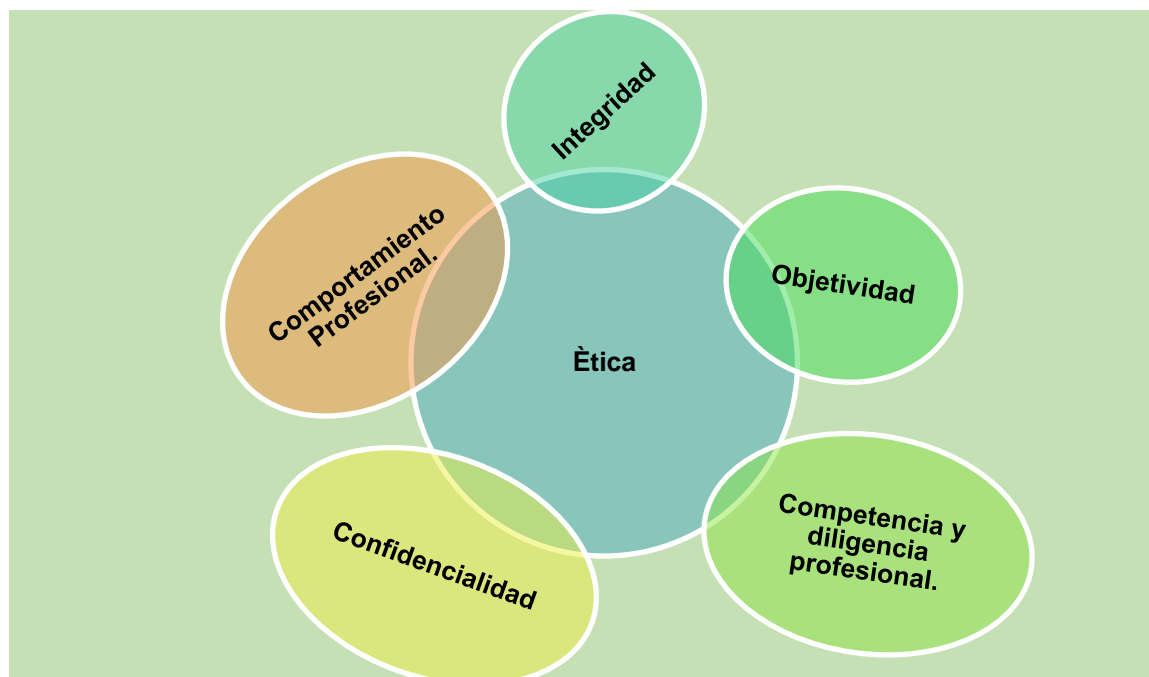 Integridad
Comportamiento
Profesional.
Objetividad
Ètica
Competencia y
diligencia
profesional.
Confidencialidad